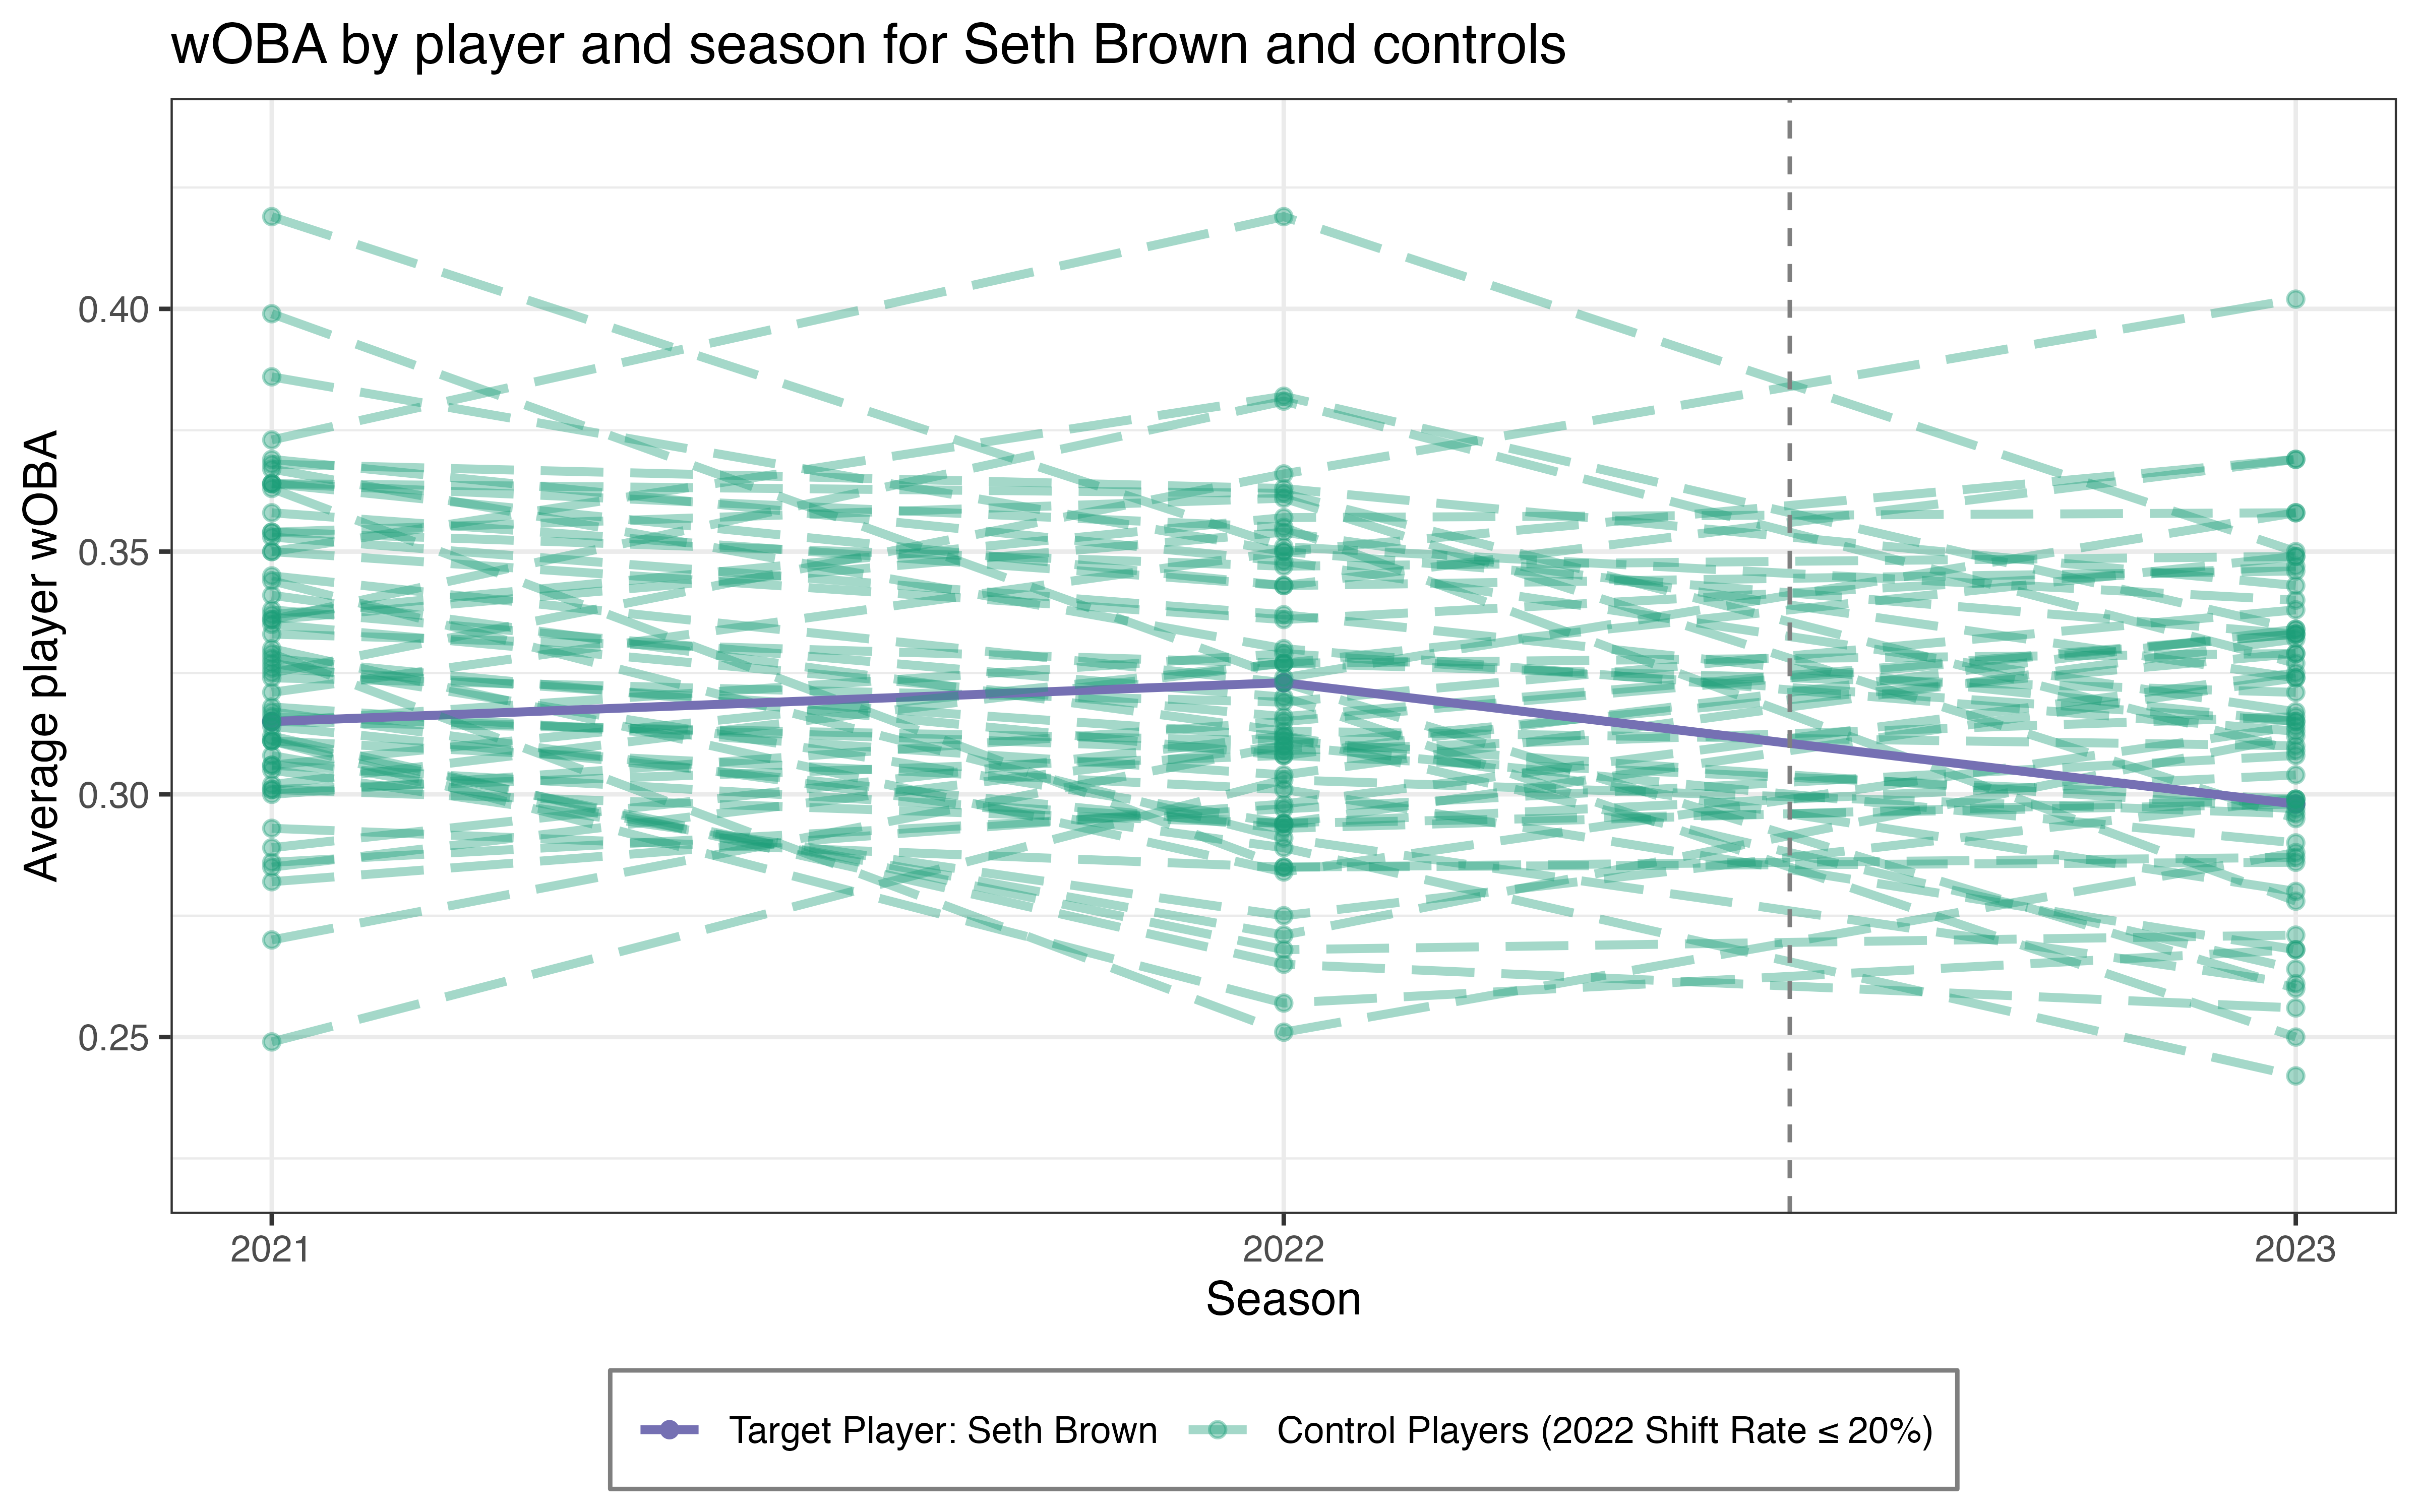 wOBA by player and season for Seth Brown and controls
Average player wOBA
0.40
0.35
0.30
0.25
2021
2022
2023
Season
Target Player: Seth Brown
Control Players (2022 Shift Rate ≤ 20%)